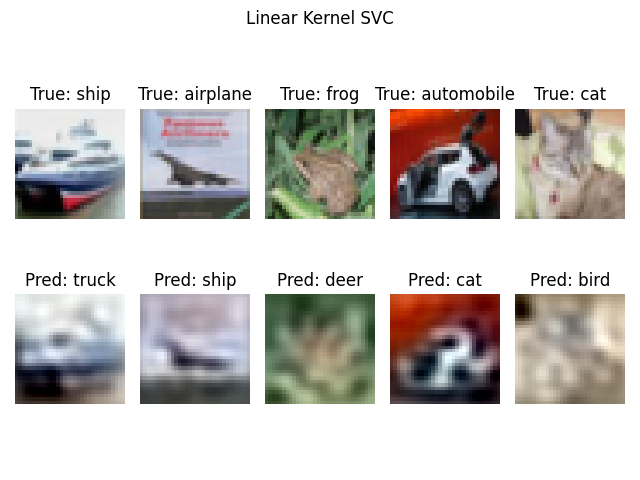 Linear Kernel SVC
True: ship
True: airplane
True: frog
True: automobile
True: cat
Pred: truck
Pred: ship
Pred: deer
Pred: cat
Pred: bird